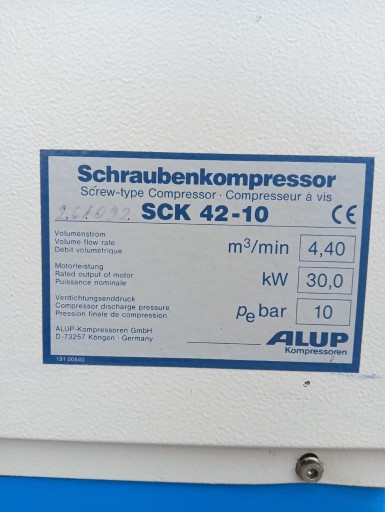 Schraubenkompressor
Screw-type Compressor · Compresseur à vis
SCK 42-10 CE
Volumenstrom
Volume flow rate
Débit volumétrique
m³/min 4,40
Motorleistung
Rated output of motor
Puissance nominale
kW 30,0
Verdichtungsenddruck
Compressor discharge pressure
Pression finale de compression
pe bar 10
ALUP-Kompressoren GmbH
D-73257 Köngen · Germany
ALUP
Kompressoren
191 00840